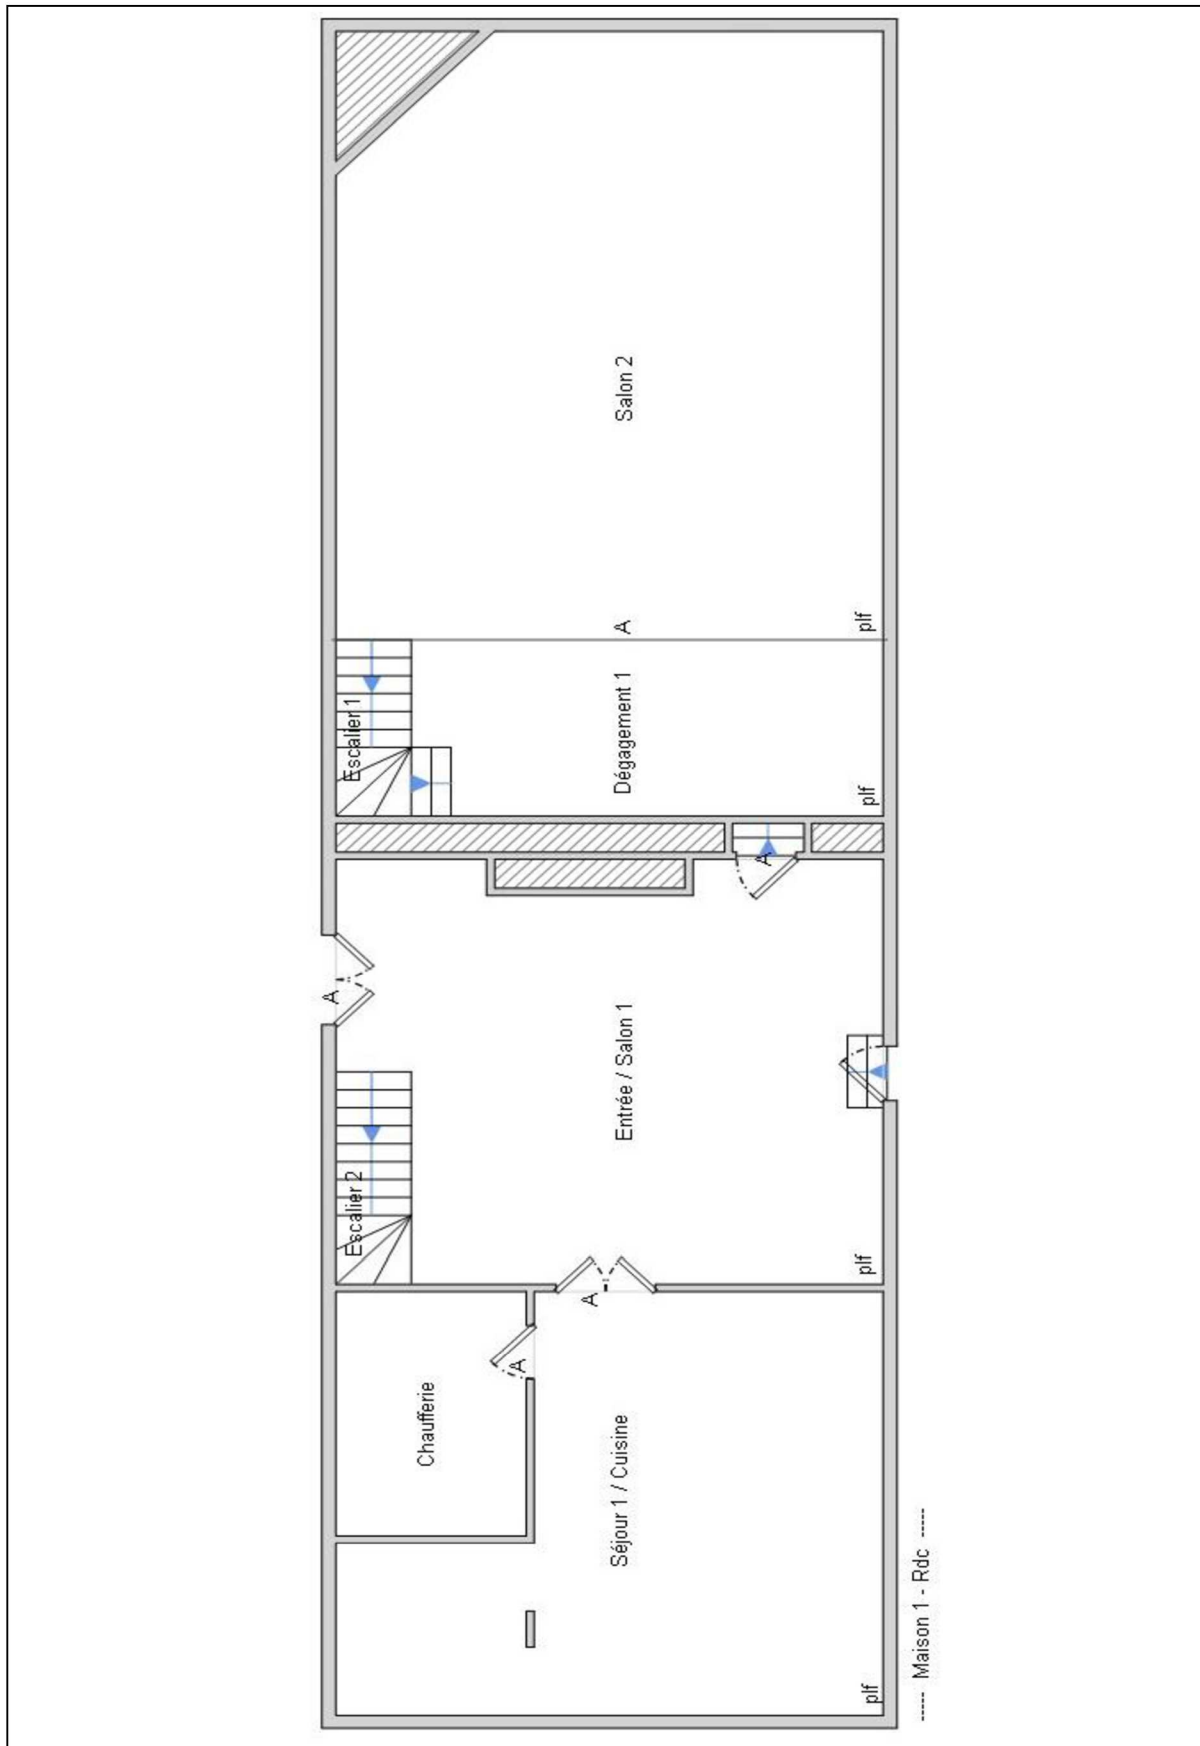 Salon 2
A
plf
Escalier 1
Dégagement 1
plf
A
A
Entrée / Salon 1
Escalier 2
plf
A
A
Chaufferie
Séjour 1 / Cuisine
plf
----- Maison 1 - Rdc -----